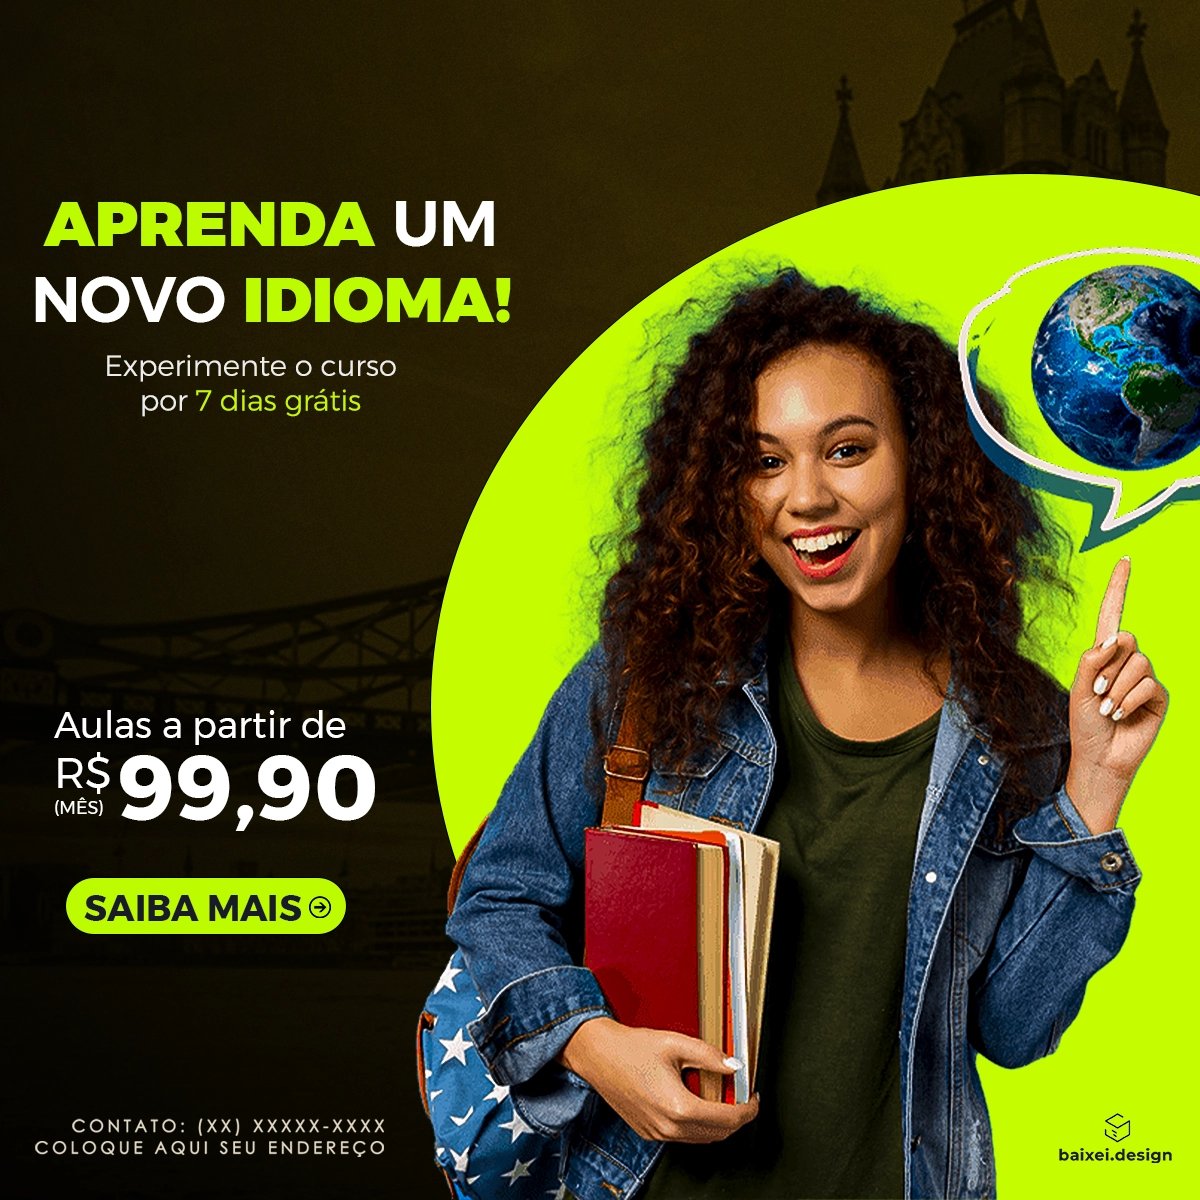 APRENDA UM
NOVO IDIOMA!
Experimente o curso
por 7 dias grátis
Aulas a partir de
R$ 99,90
(MÊS)
SAIBA MAIS
CONTATO: (XX) XXXXX-XXXX
COLOQUE AQUI SEU ENDEREÇO
baixei.design